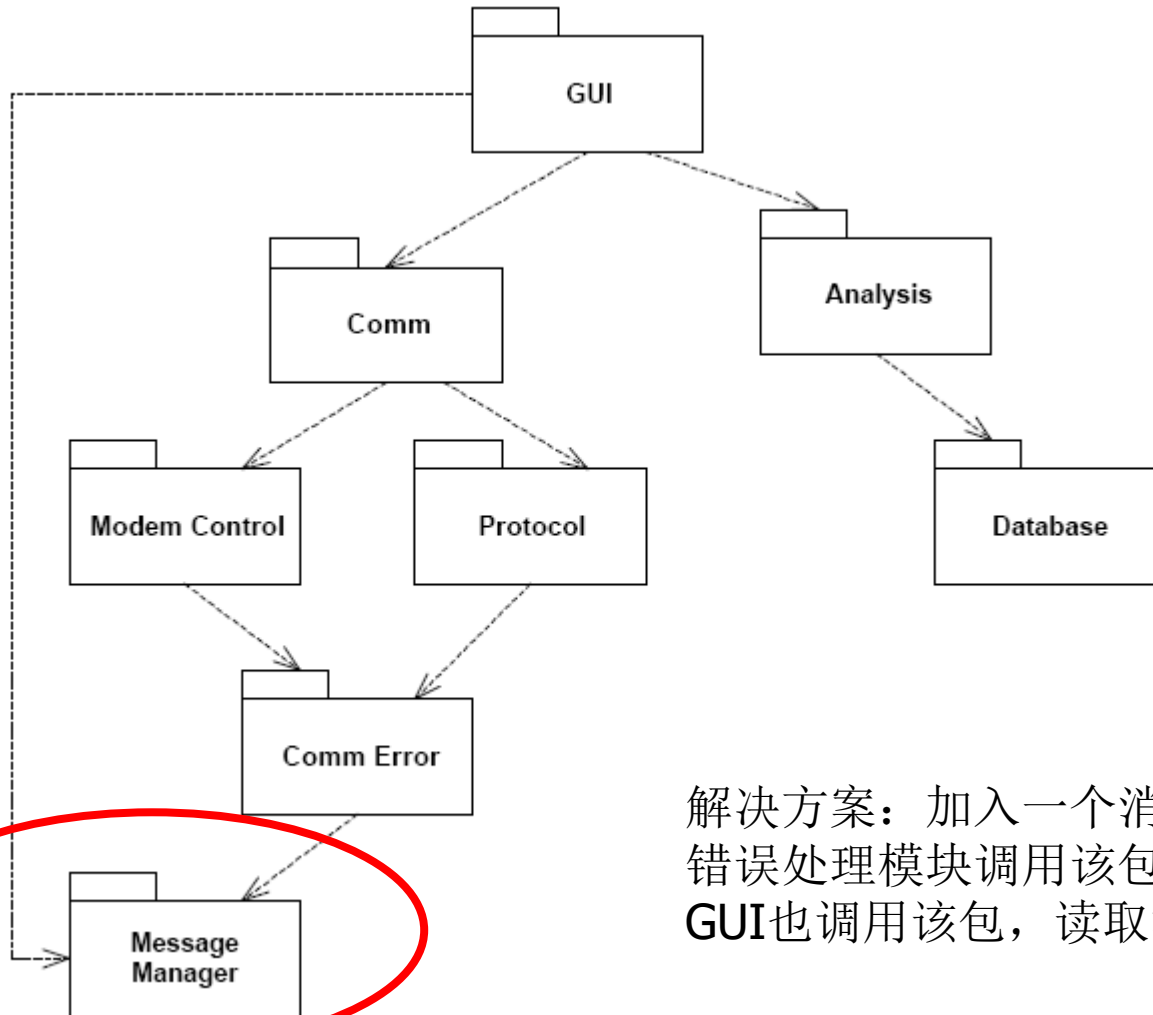 GUI
Comm
Analysis
Modem Control
Protocol
Database
Comm Error
解决方案：加入一个消
错误处理模块调用该包
GUI也调用该包，读取
Message
Manager